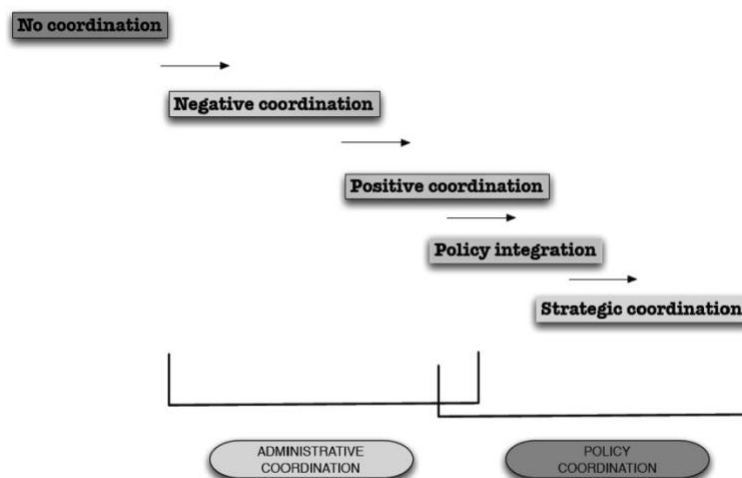 No coordination
Negative coordination
Positive coordination
Policy integration
Strategic coordination
ADMINISTRATIVE
COORDINATION
POLICY
COORDINATION